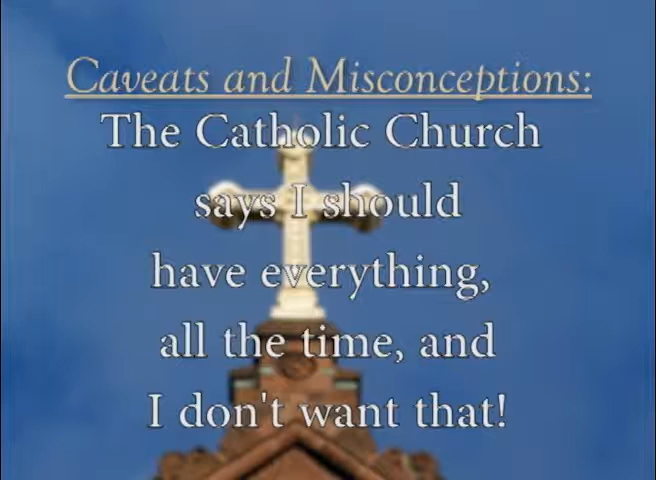 Caveats and Misconceptions:
The Catholic Church
says I should
have everything,
all the time, and
I don't want that!